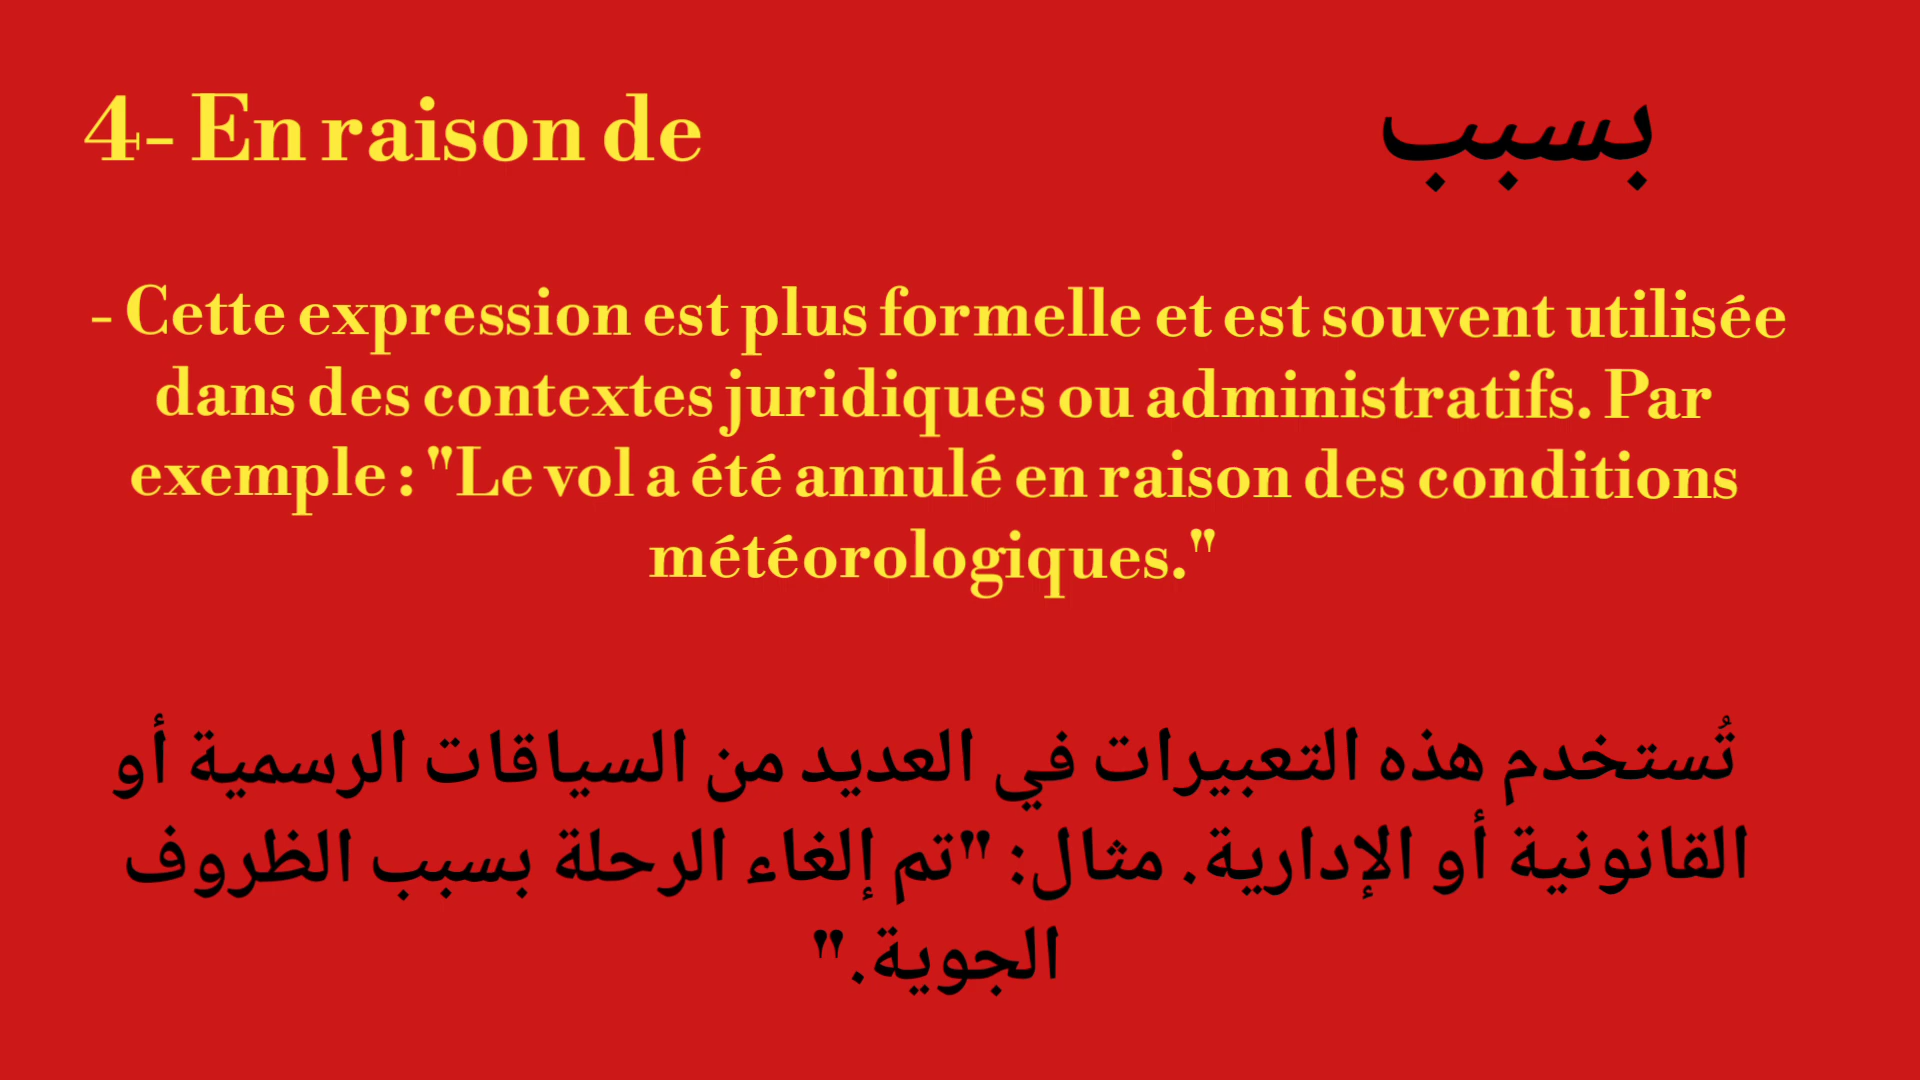 4- En raison de
بسبب
- Cette expression est plus formelle et est souvent utilisée
dans des contextes juridiques ou administratifs. Par
exemple : "Le vol a été annulé en raison des conditions
météorologiques."
تُستخدم هذه التعبيرات في العديد من السياقات الرسمية أو
القانونية أو الإدارية. مثال: "تم إلغاء الرحلة بسبب الظروف
الجوية."